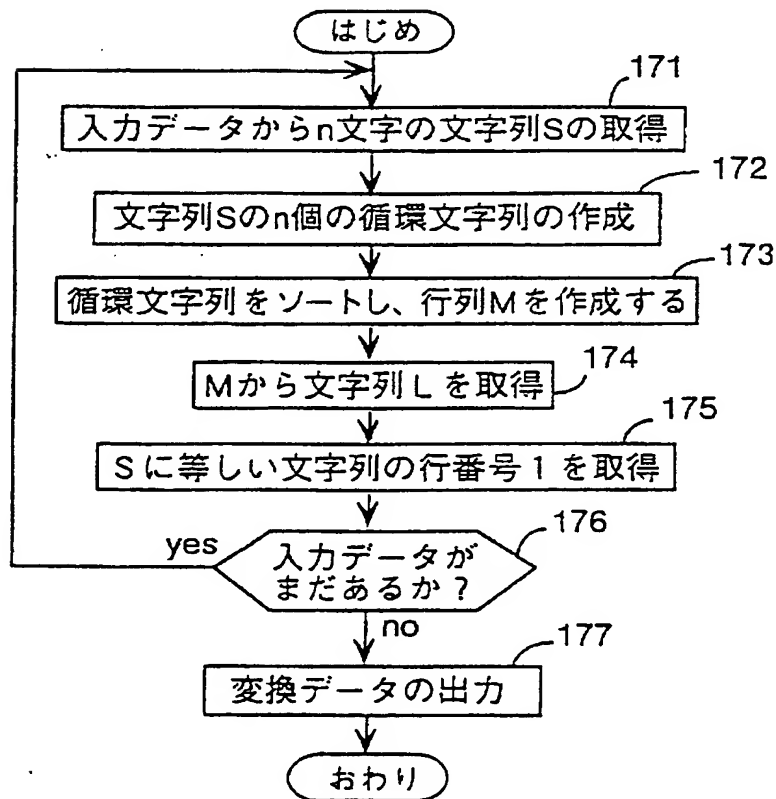 はじめ
171
入力データからn文字の文字列Sの取得
172
文字列Sのn個の循環文字列の作成
173
循環文字列をソートし、行列Mを作成する
174
Mから文字列Lを取得
175
Sに等しい文字列の行番号1を取得
176
yes
入力データが
まだあるか?
no
177
変換データの出力
おわり